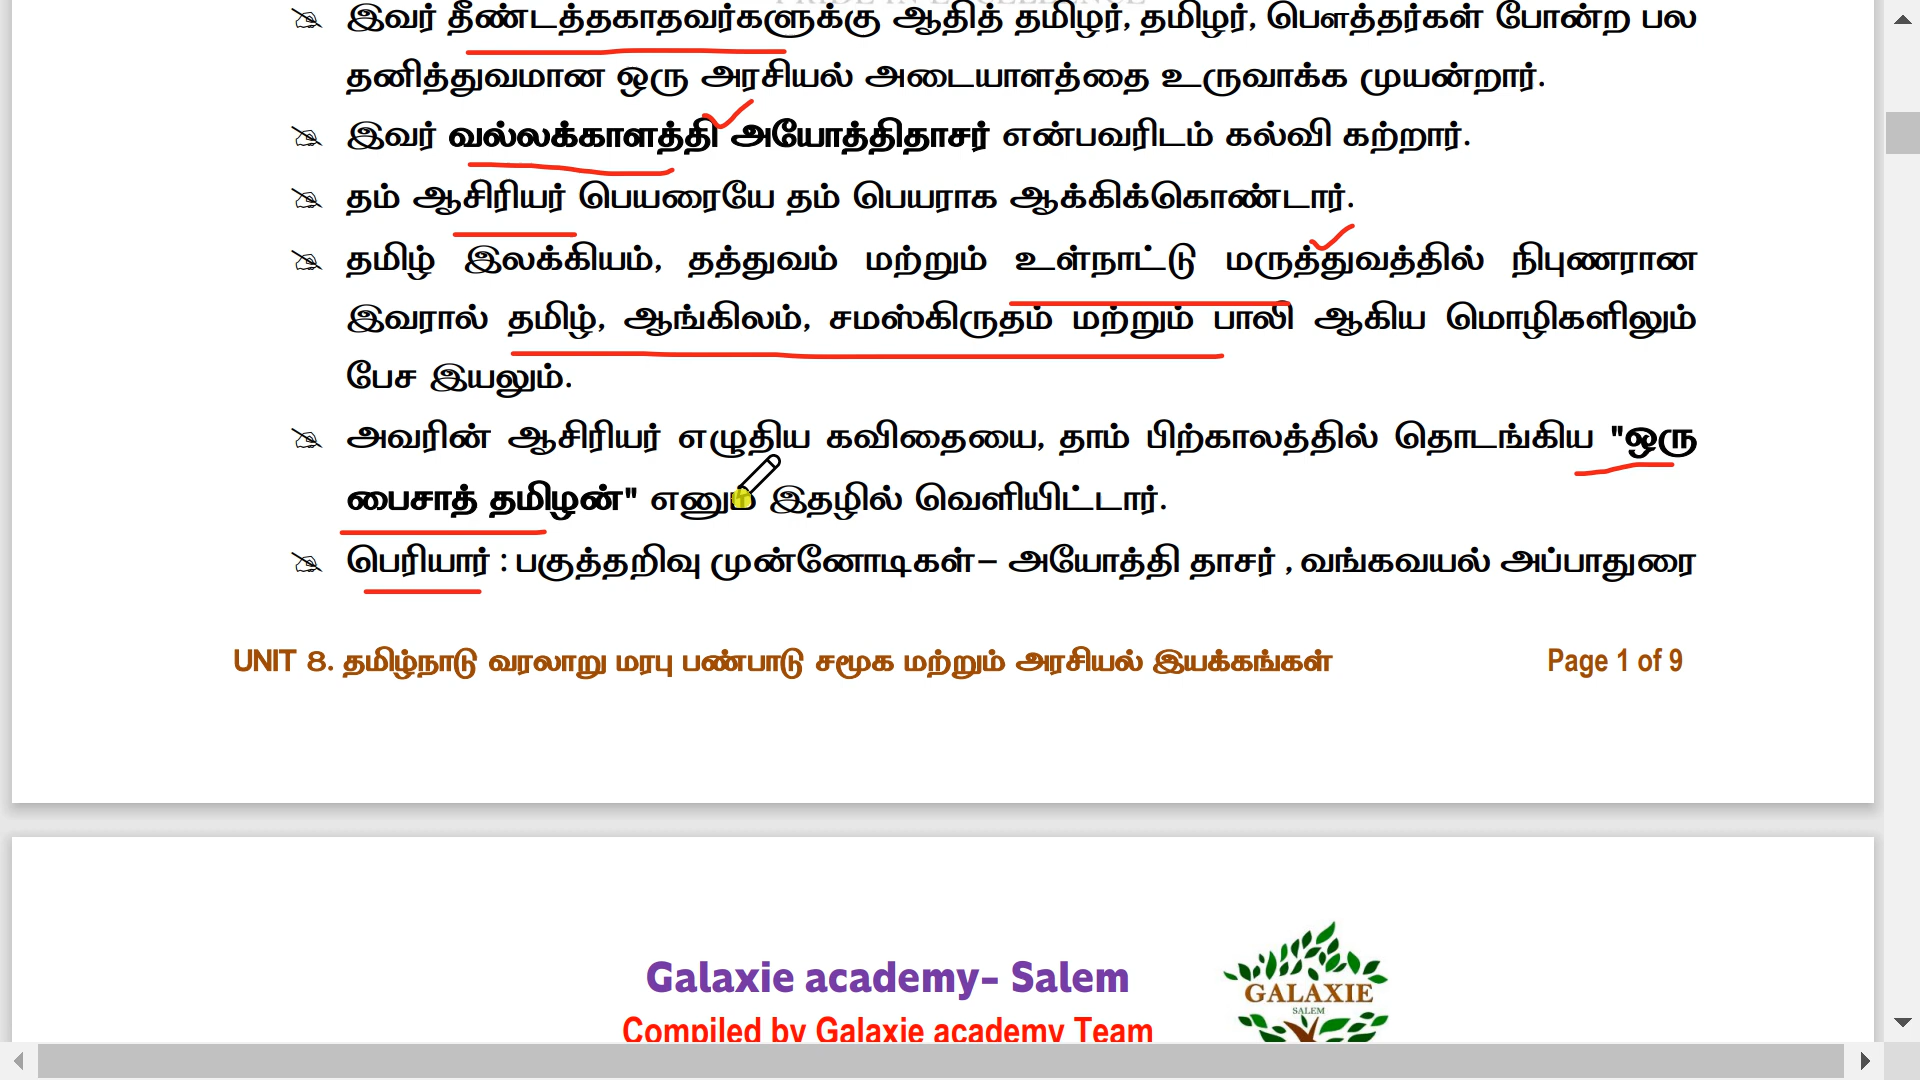 இவர் தீண்டத்தகாதவர்களுக்கு ஆதித் தமிழர், தமிழர், பௌத்தர்கள் போன்ற பல
தனித்துவமான ஒரு அரசியல் அடையாளத்தை உருவாக்க முயன்றார்.
இவர் வல்லக்காளத்தி அயோத்திதாசர் என்பவரிடம் கல்வி கற்றார்.
தம் ஆசிரியர் பெயரையே தம் பெயராக ஆக்கிக்கொண்டார்.
தமிழ் இலக்கியம், தத்துவம் மற்றும் உள்நாட்டு மருத்துவத்தில் நிபுணரான
இவரால் தமிழ், ஆங்கிலம், சமஸ்கிருதம் மற்றும் பாலி ஆகிய மொழிகளிலும்
பேச இயலும்.
அவரின் ஆசிரியர் எழுதிய கவிதையை, தாம் பிற்காலத்தில் தொடங்கிய "ஒரு
பைசாத் தமிழன்" எனும் இதழில் வெளியிட்டார்.
பெரியார் : பகுத்தறிவு முன்னோடிகள்– அயோத்தி தாசர் , வங்கவயல் அப்பாதுரை
UNIT 8. தமிழ்நாடு வரலாறு மரபு பண்பாடு சமூக மற்றும் அரசியல் இயக்கங்கள் Page 1 of 9
Galaxie academy– Salem
GALAXIE
SALEM
Compiled by Galaxie academy Team